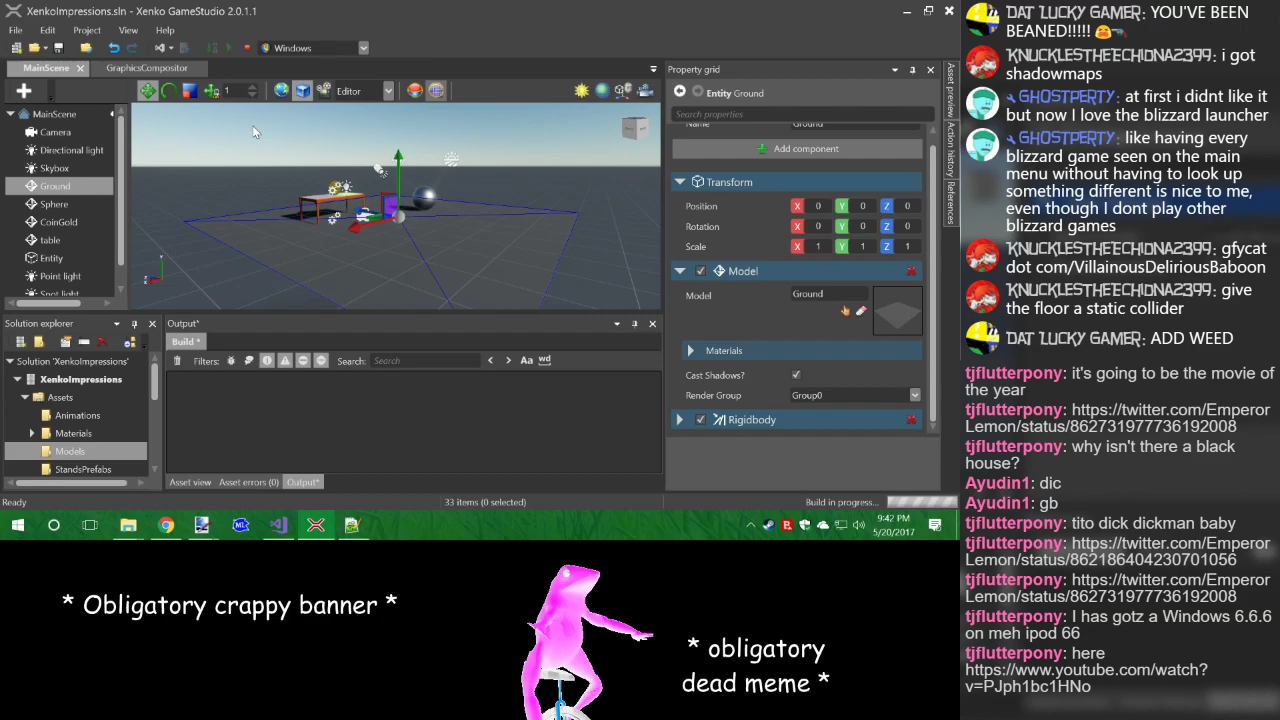 XenkoImpressions.sln - Xenko GameStudio 2.0.1.1
File Edit Project View Help
Windows
MainScene GraphicsCompositor
1 Editor
MainScene
Camera
Directional light
Skybox
Ground
Sphere
CoinGold
table
Entity
Point light
Spot light
Property grid
Entity Ground
Search properties
Name Ground
Add component
Transform
Position X 0 Y 0 Z 0
Rotation X 0 Y 0 Z 0
Scale X 1 Y 1 Z 1
Model
Model Ground
Materials
Cast Shadows?
Render Group Group0
Rigidbody
Asset preview
Action history
References
Solution explorer
Solution 'XenkoImpressions'
XenkoImpressions
Assets
Animations
Materials
Models
StandsPrefabs
Output*
Build *
Filters: Search: Search Aa wd
Asset view Asset errors (0) Output*
Ready 33 items (0 selected) Build in progress...
9:42 PM
5/20/2017
* Obligatory crappy banner *
* obligatory
dead meme *
DAT LUCKY GAMER: YOU'VE BEEN
BEANED!!!!!
KNUCKLESTHEECHIDNA2399: i got
shadowmaps
GHOSTPERTY: at first i didnt like it
but now I love the blizzard launcher
GHOSTPERTY: like having every
blizzard game seen on the main
menu without having to look up
something different is nice to me,
even though I dont play other
blizzard games
KNUCKLESTHEECHIDNA2399: gfycat
dot com/VillainousDeliriousBaboon
KNUCKLESTHEECHIDNA2399: give
the floor a static collider
DAT LUCKY GAMER: ADD WEED
tjflutterpony: it's going to be the movie of
the year
tjflutterpony: https://twitter.com/Emperor
Lemon/status/862731977736192008
tjflutterpony: why isn't there a black
house?
Ayudin1: dic
Ayudin1: gb
tjflutterpony: tito dick dickman baby
tjflutterpony: https://twitter.com/Emperor
Lemon/status/862186404230701056
tjflutterpony: https://twitter.com/Emperor
Lemon/status/862731977736192008
tjflutterpony: I has gotz a Windows 6.6.6
on meh ipod 66
tjflutterpony: here
https://www.youtube.com/watch?
v=PJph1bc1HNo